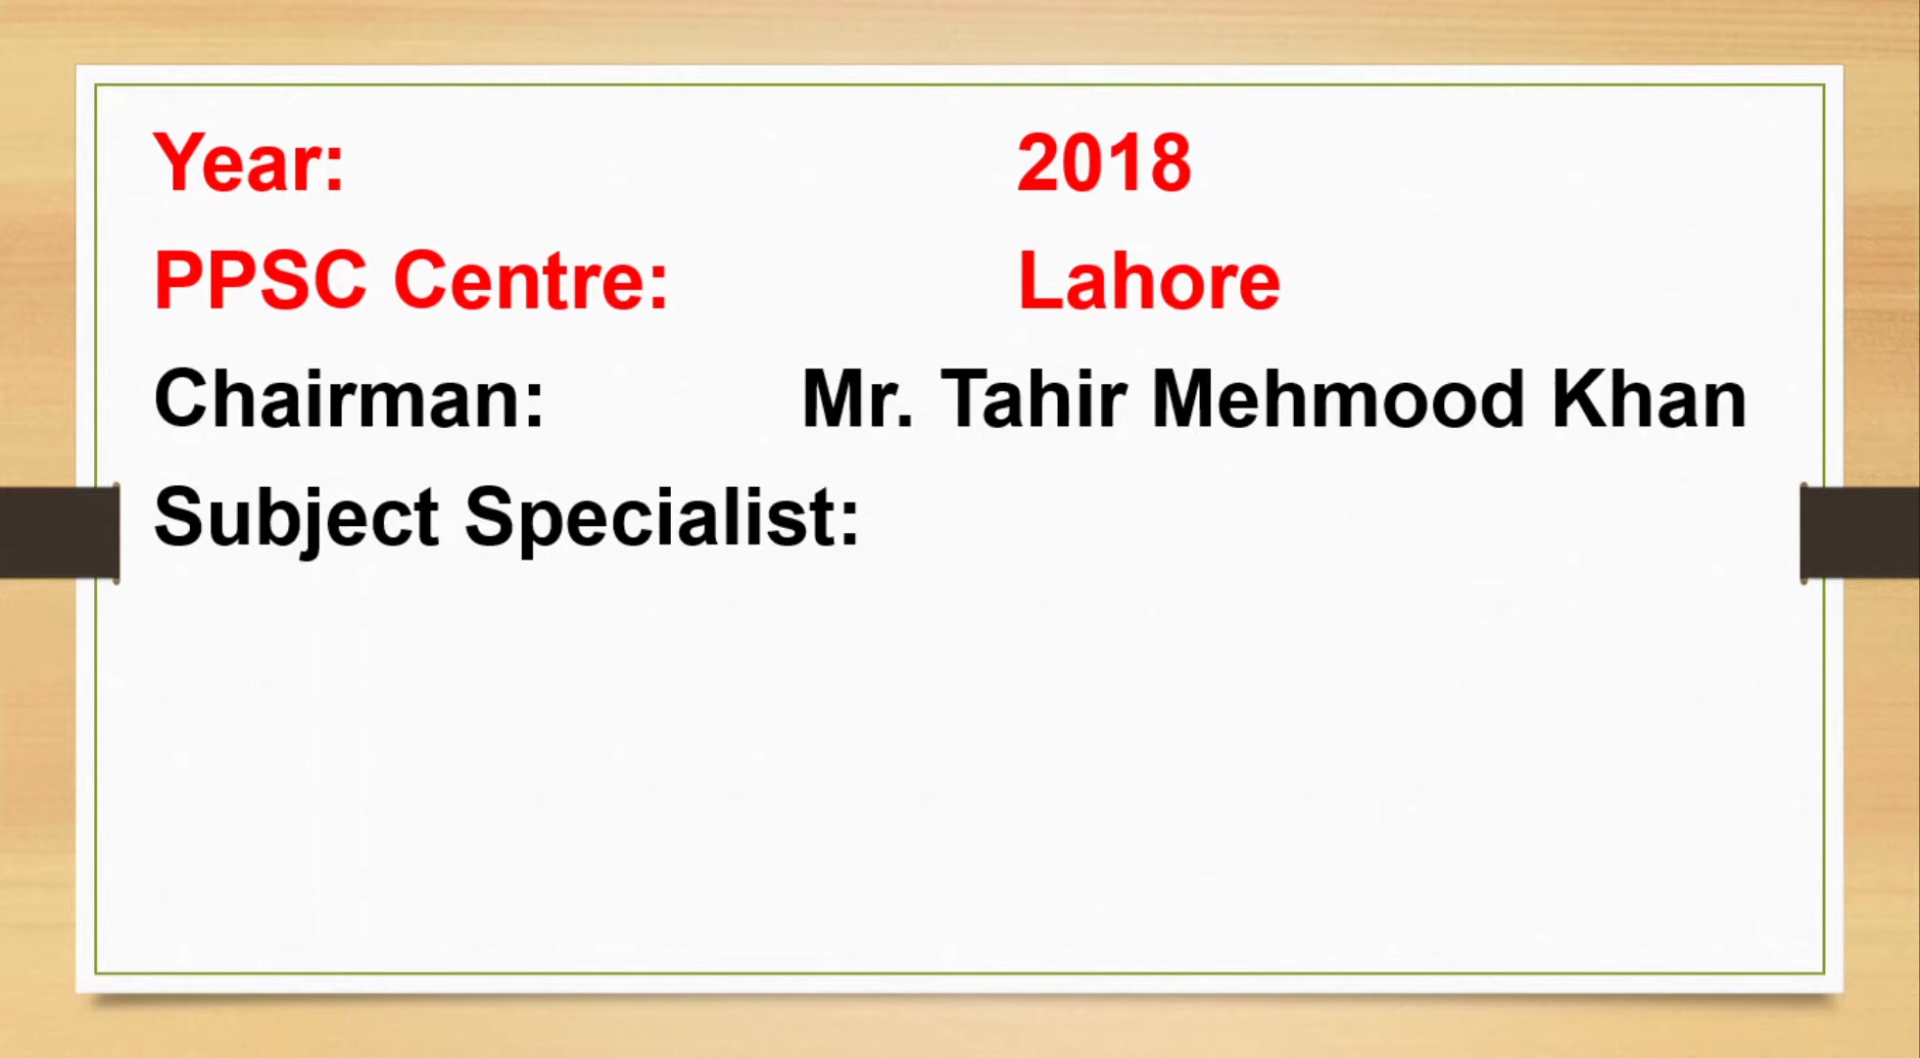 Year: 2018
PPSC Centre: Lahore
Chairman: Mr. Tahir Mehmood Khan
Subject Specialist: